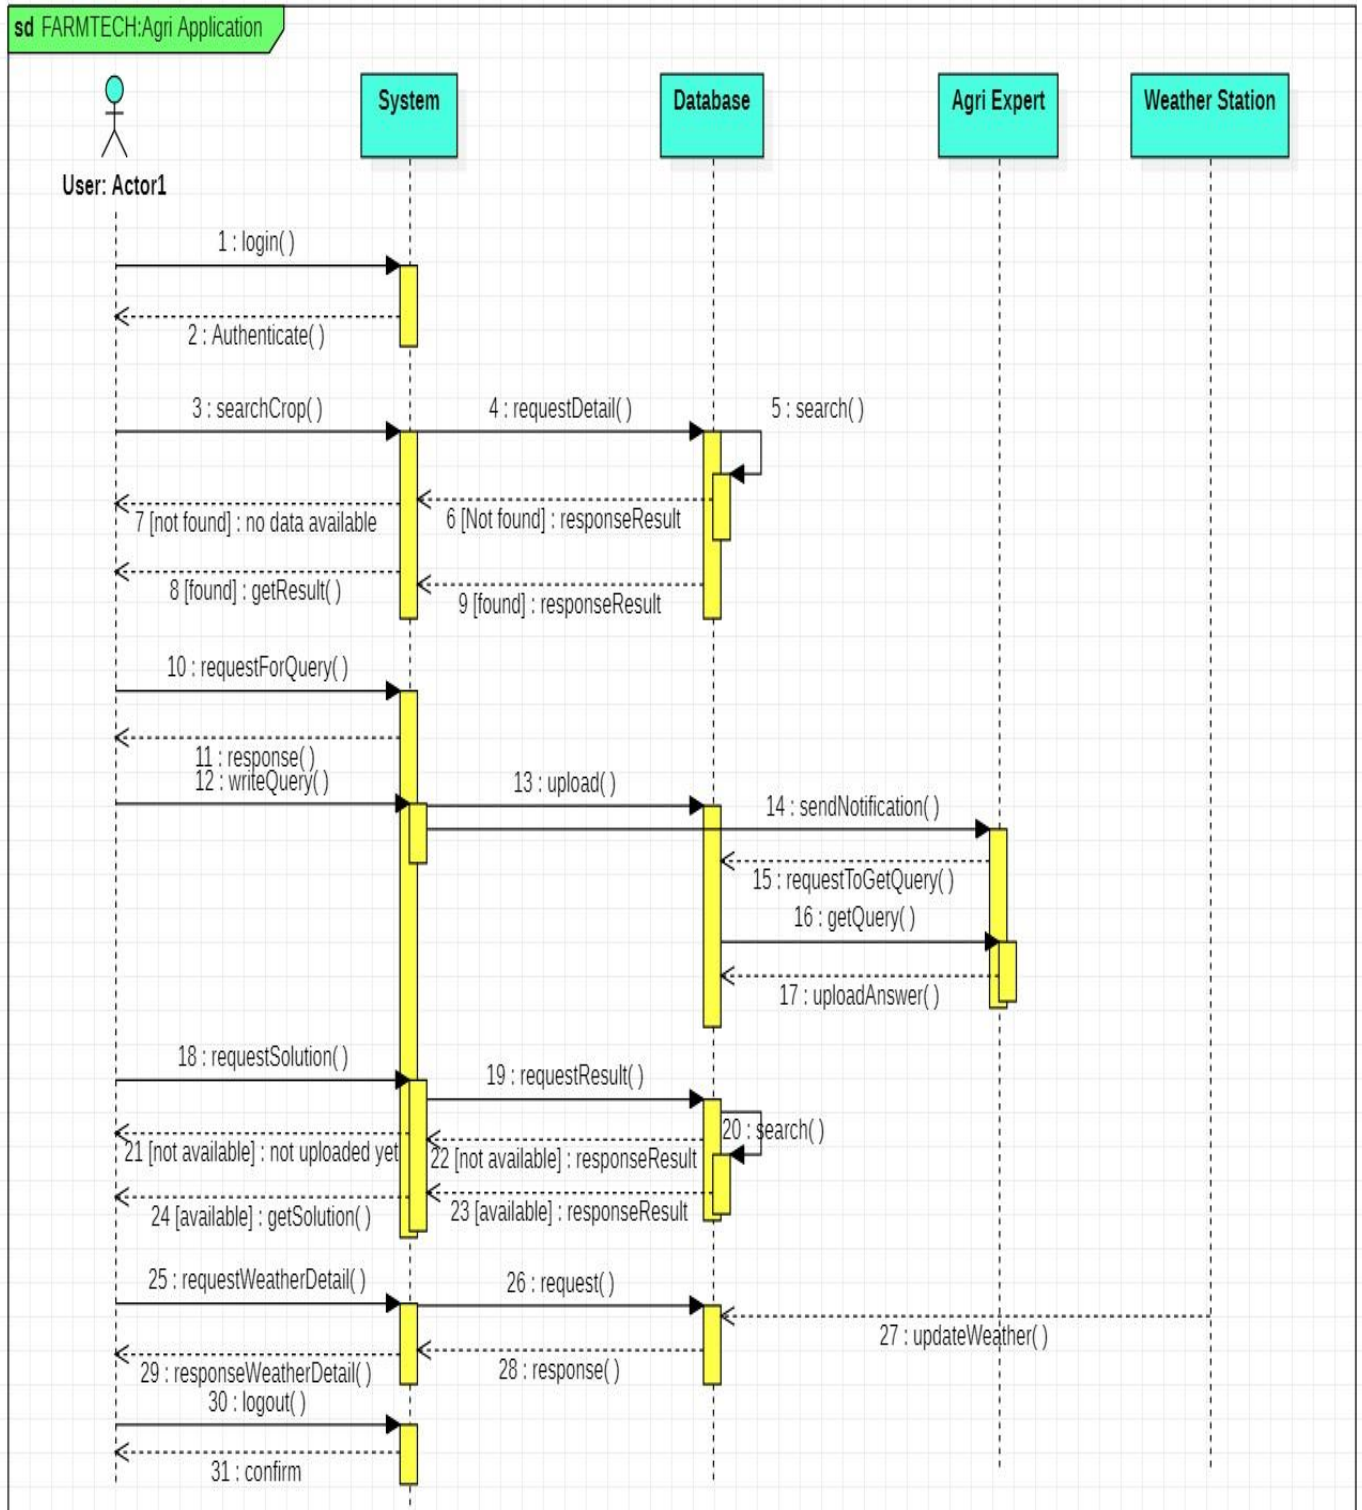 sd FARMTECH:Agri Application
System
Database
Agri Expert
Weather Station
User: Actor1
1 : login( )
2 : Authenticate( )
3 : searchCrop( )
4 : requestDetail( )
5 : search( )
6 [Not found] : responseResult
7 [not found] : no data available
8 [found] : getResult( )
9 [found] : responseResult
10 : requestForQuery( )
11 : response( )
12 : writeQuery( )
13 : upload( )
14 : sendNotification( )
15 : requestToGetQuery( )
16 : getQuery( )
17 : uploadAnswer( )
18 : requestSolution( )
19 : requestResult( )
20 : search( )
21 [not available] : not uploaded yet
22 [not available] : responseResult
23 [available] : responseResult
24 [available] : getSolution( )
25 : requestWeatherDetail( )
26 : request( )
27 : updateWeather( )
28 : response( )
29 : responseWeatherDetail( )
30 : logout( )
31 : confirm